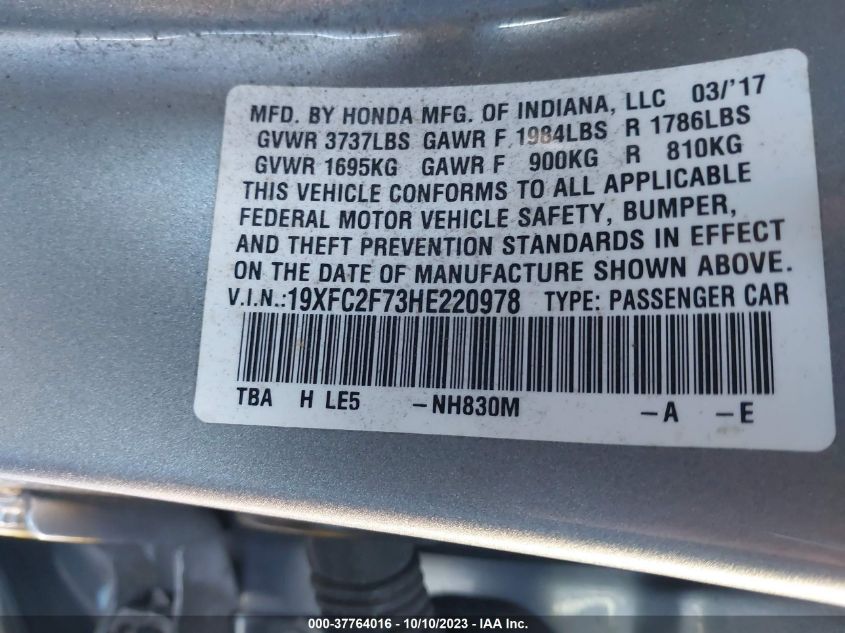 MFD. BY HONDA MFG. OF INDIANA, LLC 03/'17
GVWR 3737LBS GAWR F 1984LBS R 1786LBS
GVWR 1695KG GAWR F 900KG R 810KG
THIS VEHICLE CONFORMS TO ALL APPLICABLE
FEDERAL MOTOR VEHICLE SAFETY, BUMPER,
AND THEFT PREVENTION STANDARDS IN EFFECT
ON THE DATE OF MANUFACTURE SHOWN ABOVE.
V.I.N.:19XFC2F73HE220978 TYPE: PASSENGER CAR
TBA H LE5 -NH830M -A -E
000-37764016 - 10/10/2023 - IAA Inc.